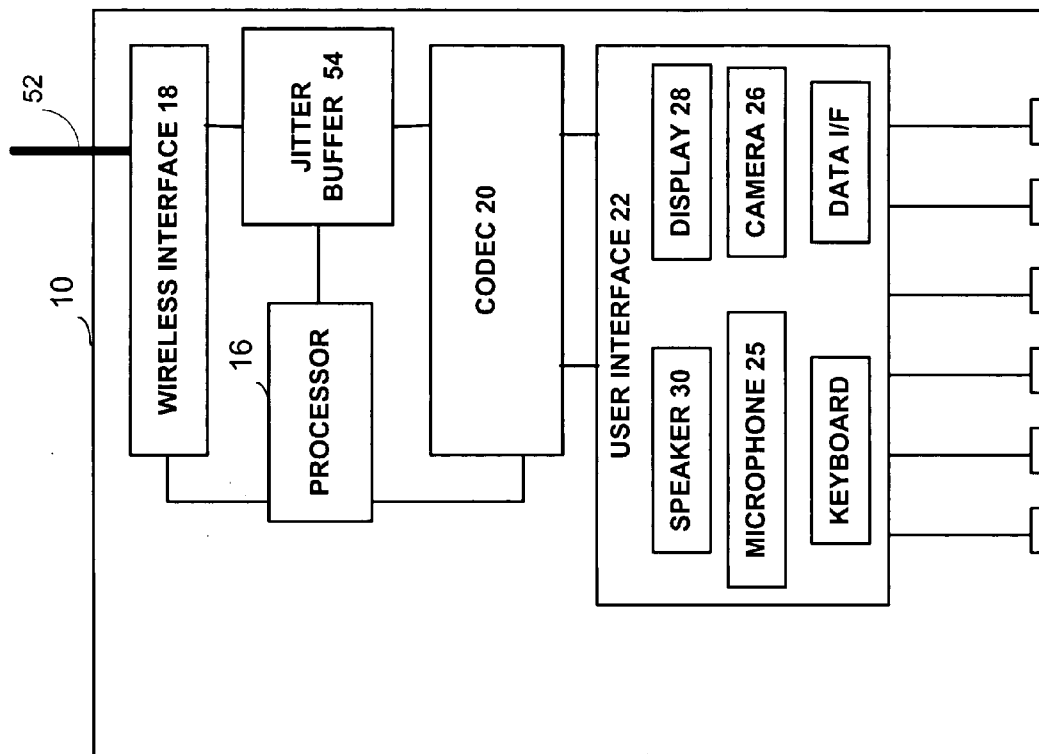 52
10
WIRELESS INTERFACE 18
JITTER
BUFFER 54
16
PROCESSOR
CODEC 20
USER INTERFACE 22
SPEAKER 30
DISPLAY 28
MICROPHONE 25
CAMERA 26
KEYBOARD
DATA I/F